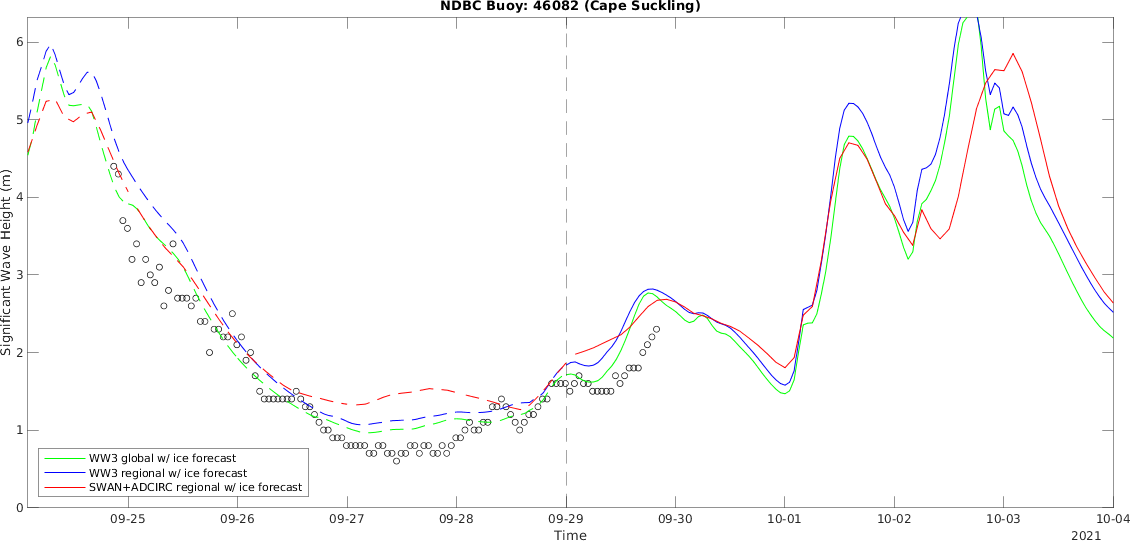 NDBC Buoy: 46082 (Cape Suckling)
Significant Wave Height (m)
6
5
4
3
2
1
0
WW3 global w/ ice forecast
WW3 regional w/ ice forecast
SWAN+ADCIRC regional w/ ice forecast
09-25 09-26 09-27 09-28 09-29 09-30 10-01 10-02 10-03 10-04
Time 2021